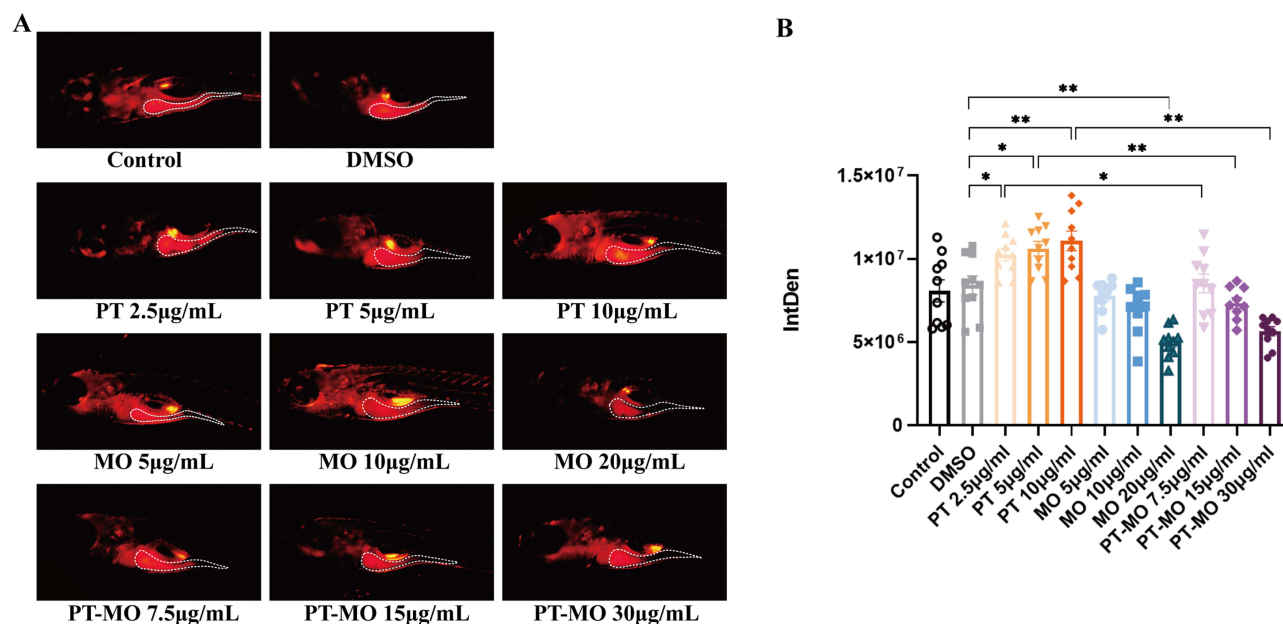 A
Control
DMSO
PT 2.5μg/mL
PT 5μg/mL
PT 10μg/mL
MO 5μg/mL
MO 10μg/mL
MO 20μg/mL
PT-MO 7.5μg/mL
PT-MO 15μg/mL
PT-MO 30μg/mL
B
**
**
**
*
**
*
*
1.5×10⁷
1×10⁷
5×10⁶
0
IntDen
Control
DMSO
PT 2.5μg/ml
PT 5μg/ml
PT 10μg/ml
MO 5μg/ml
MO 10μg/ml
MO 20μg/ml
PT-MO 7.5μg/ml
PT-MO 15μg/ml
PT-MO 30μg/ml